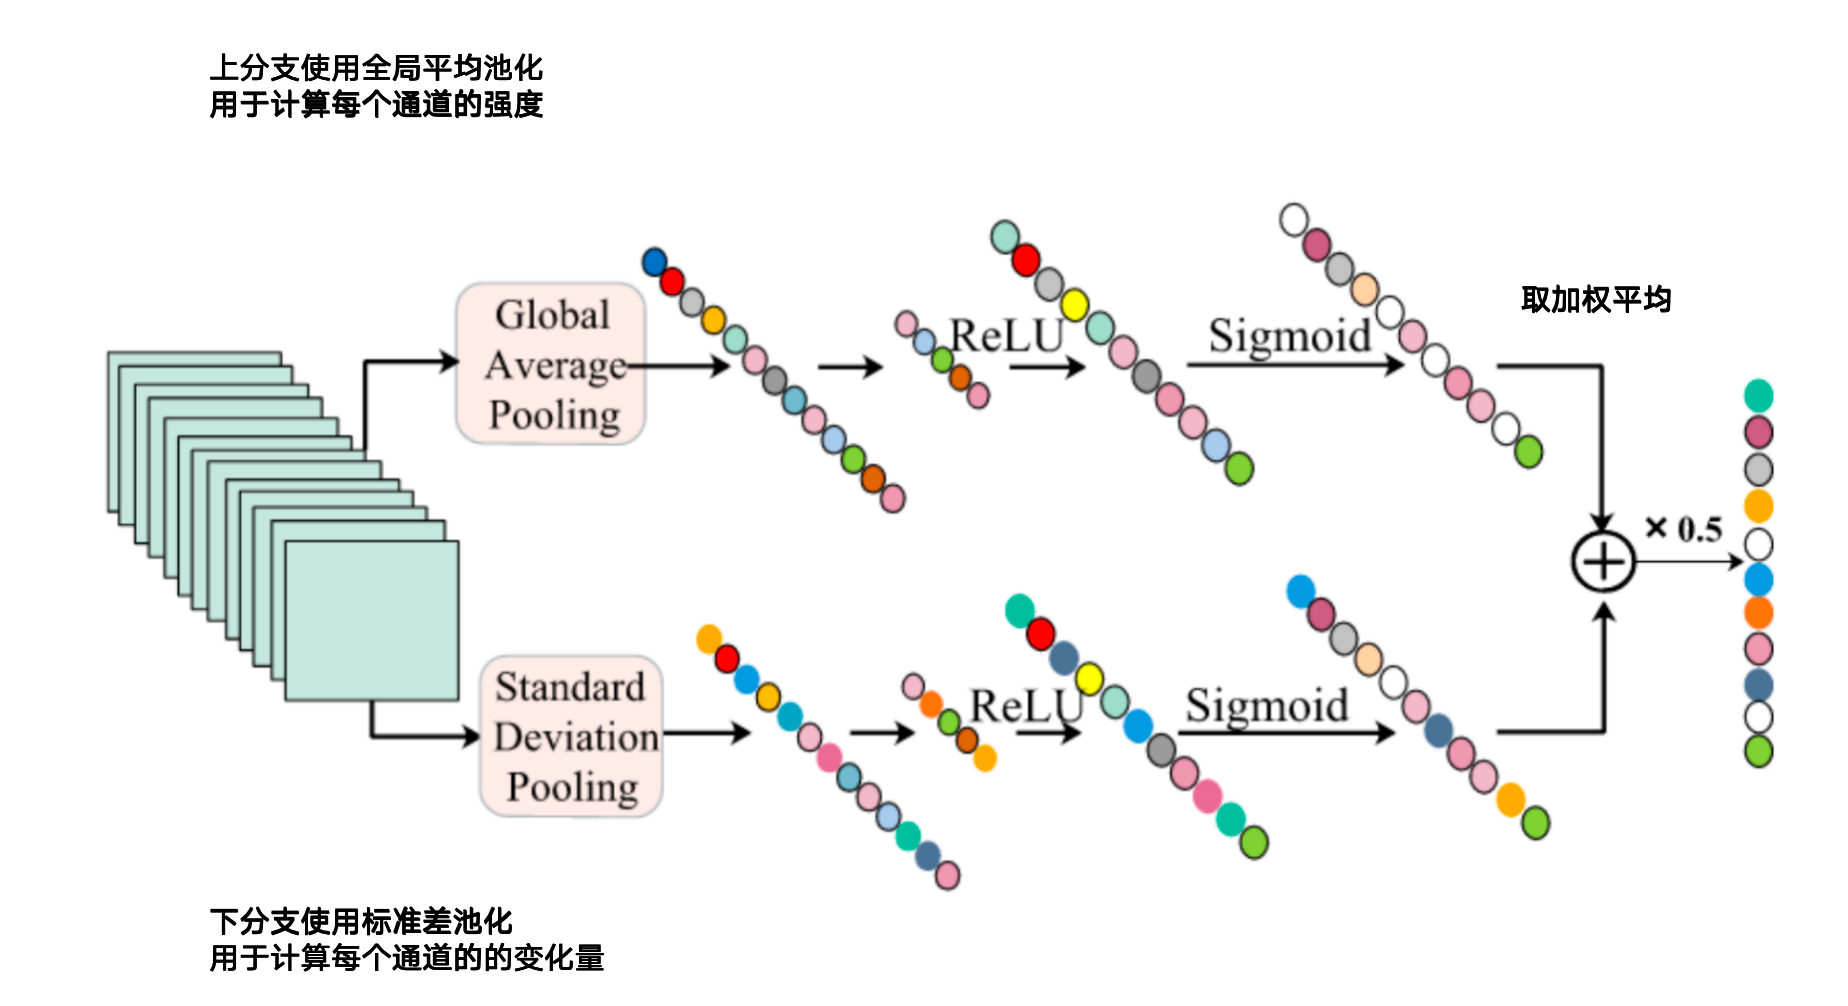 上分支使用全局平均池化
用于计算每个通道的强度
Global
Average
Pooling
ReLU
Sigmoid
取加权平均
× 0.5
Standard
Deviation
Pooling
ReLU
Sigmoid
下分支使用标准差池化
用于计算每个通道的的变化量